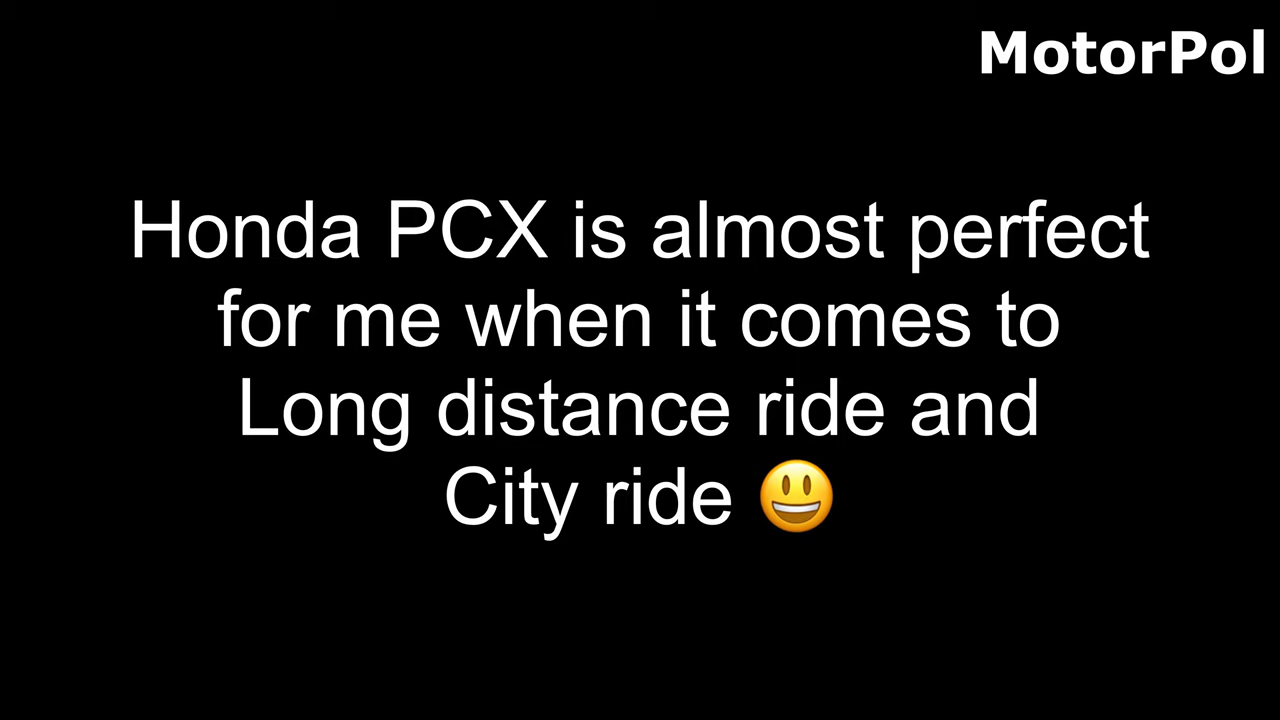 MotorPol
Honda PCX is almost perfect
for me when it comes to
Long distance ride and
City ride 😃